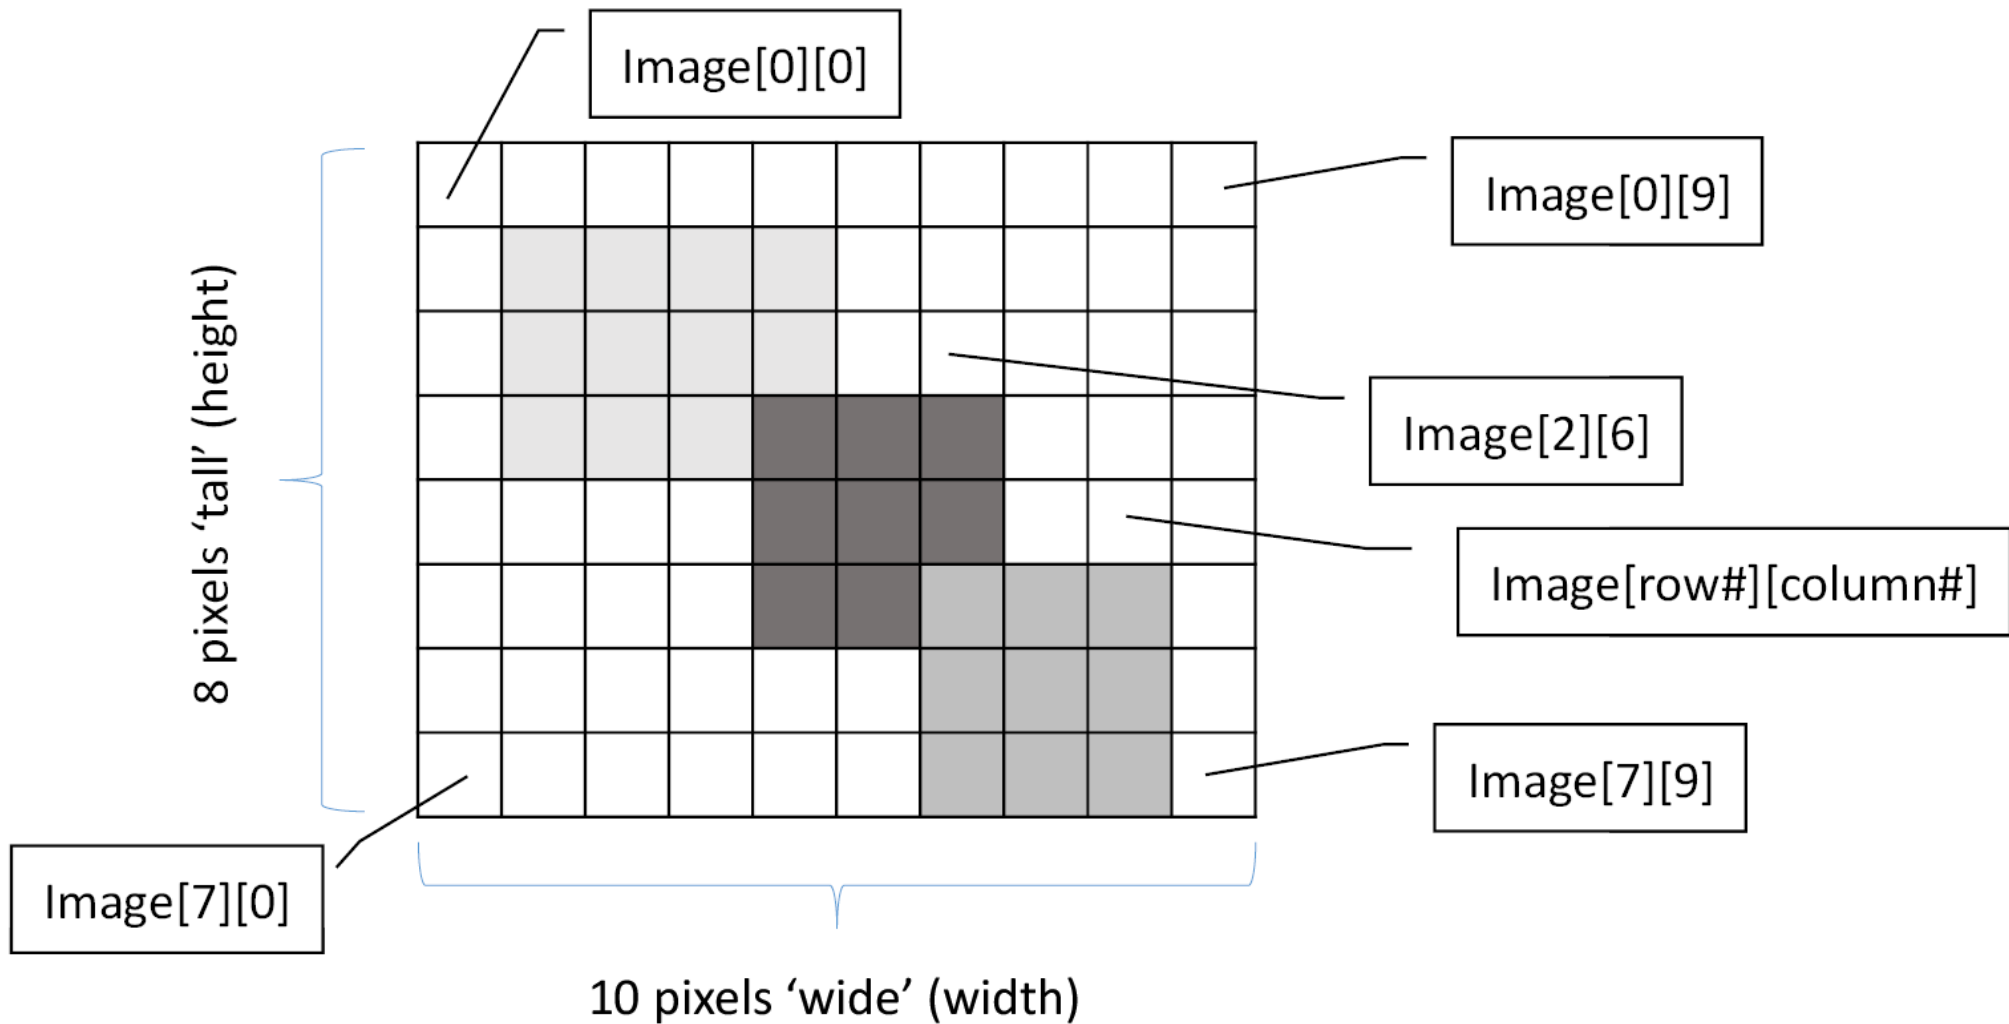 Image[0][0]
Image[0][9]
8 pixels ‘tall’ (height)
Image[2][6]
Image[row#][column#]
Image[7][9]
Image[7][0]
10 pixels ‘wide’ (width)